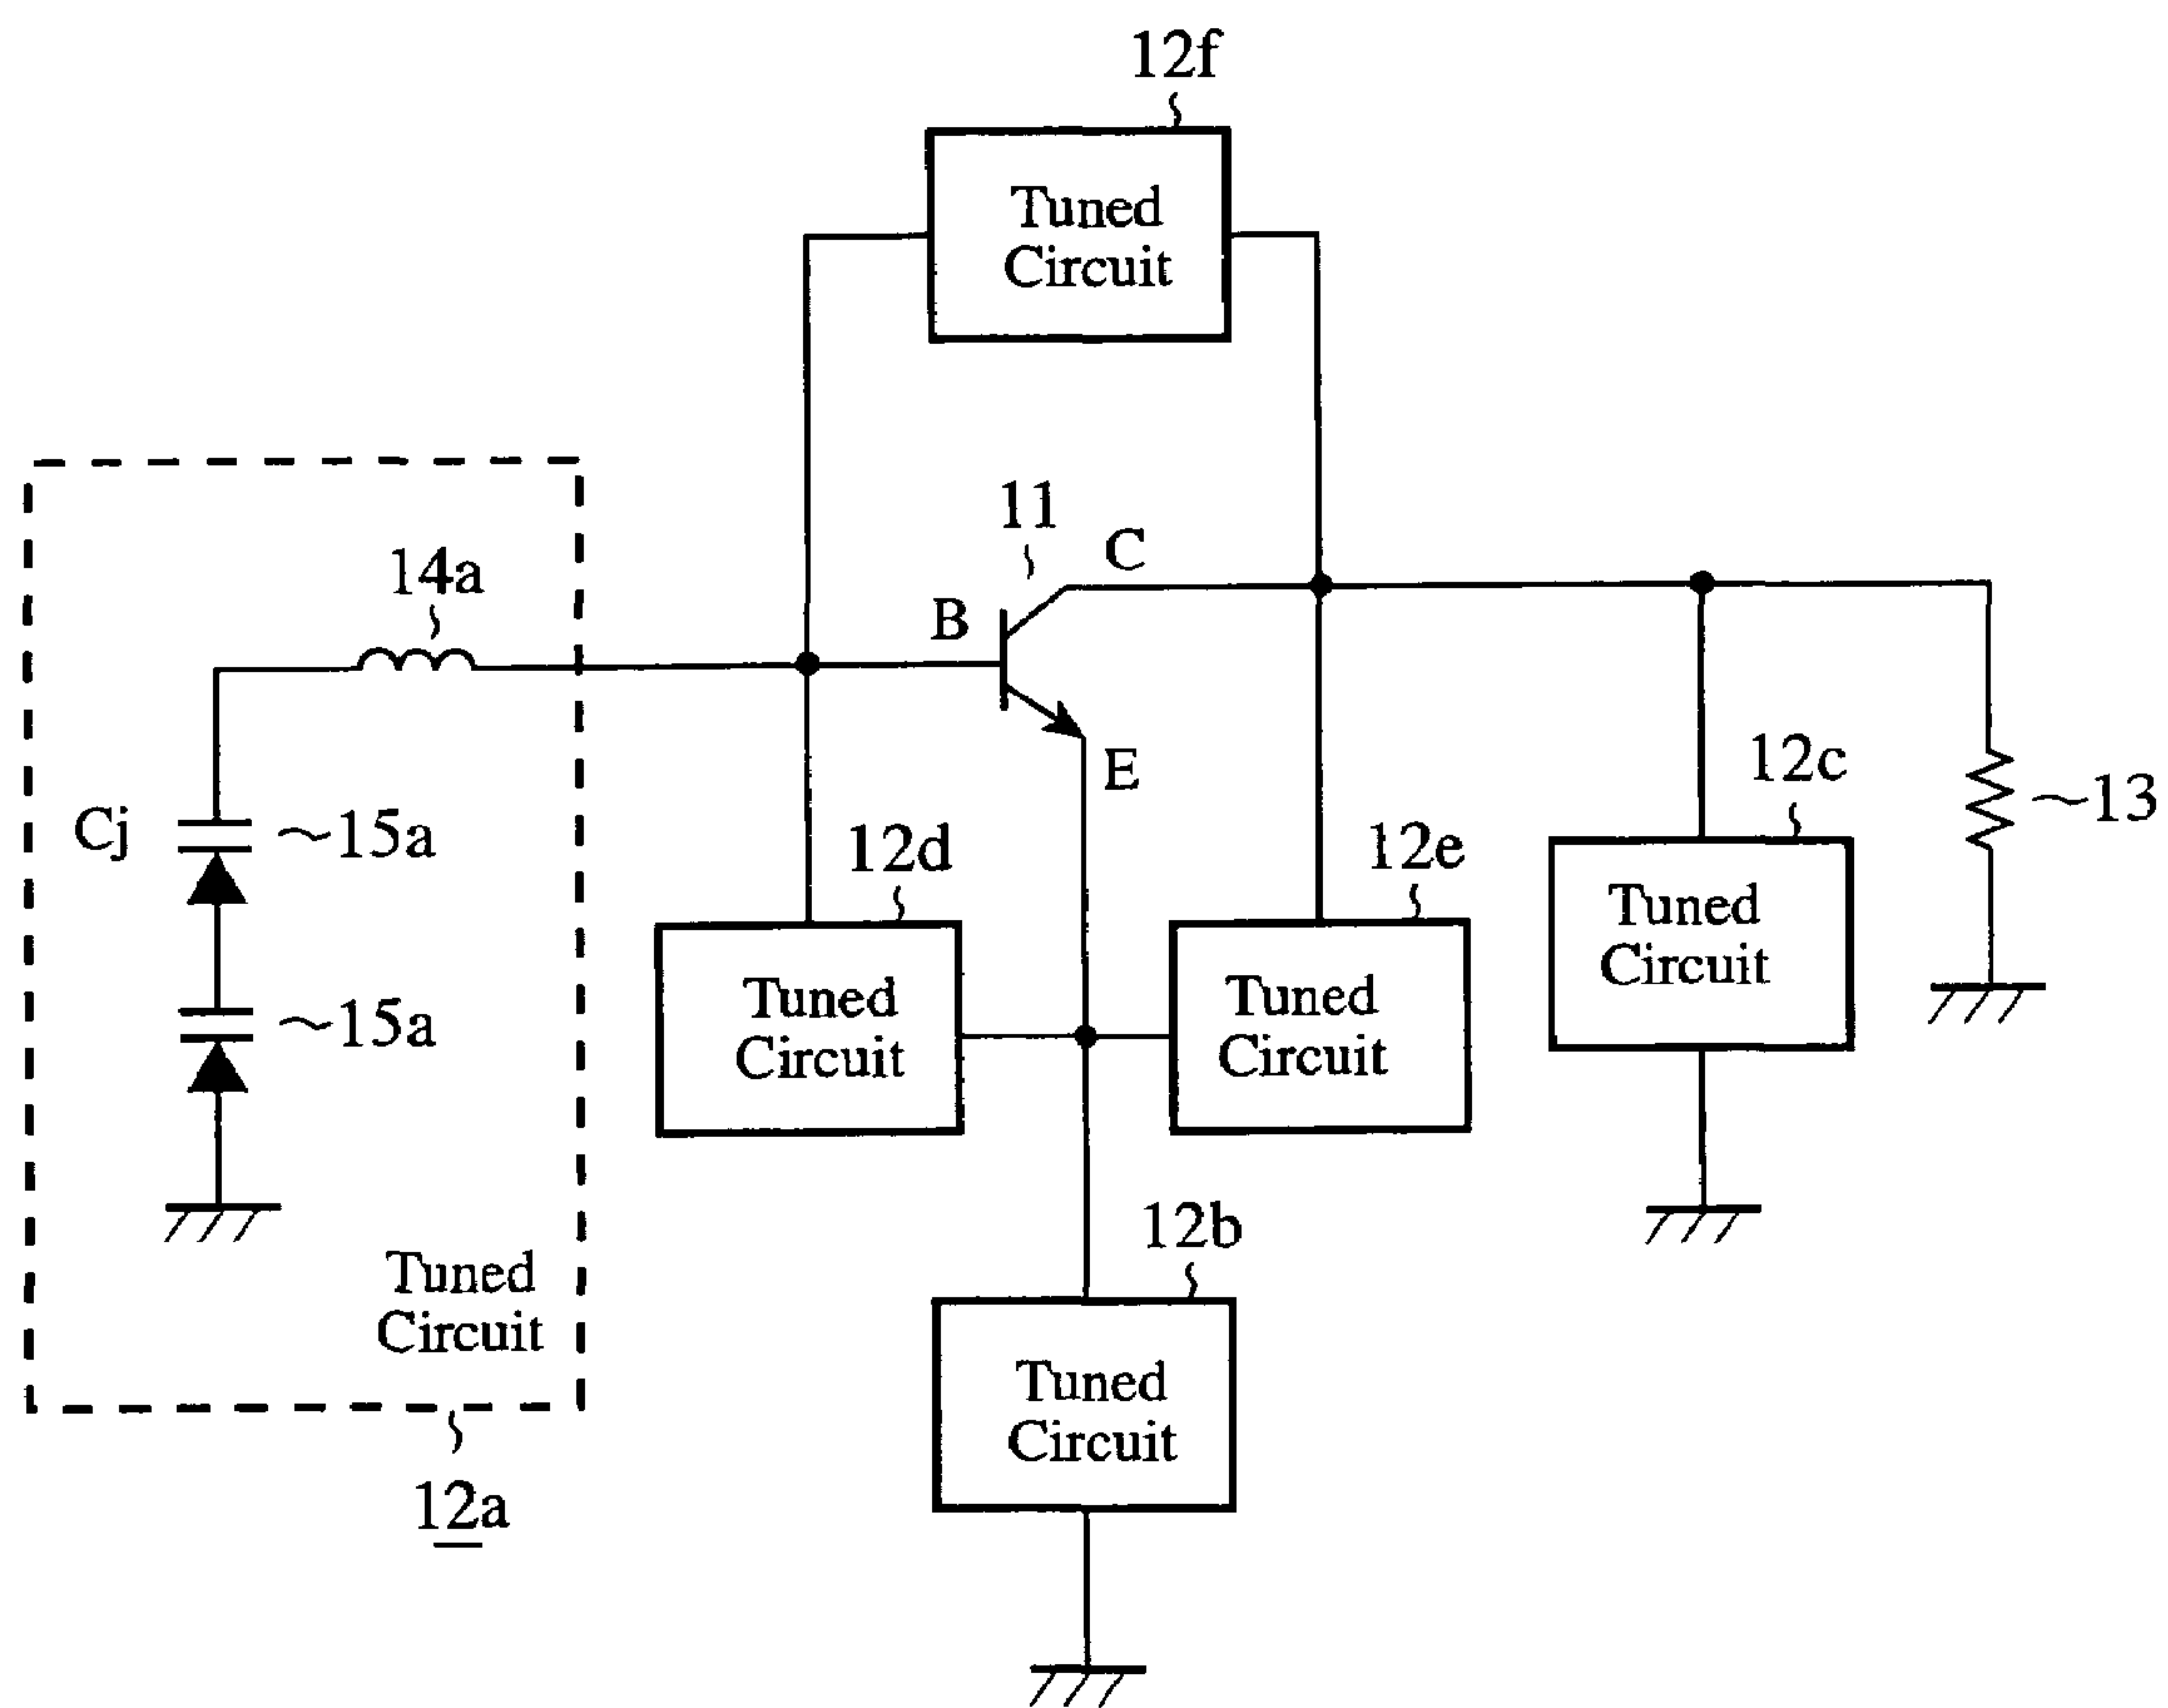 12f
Tuned
Circuit
11
C
14a
B
E
12c
~13
Cj
~15a
12d
12e
Tuned
Circuit
~15a
Tuned
Circuit
Tuned
Circuit
12b
Tuned
Circuit
Tuned
Circuit
12a